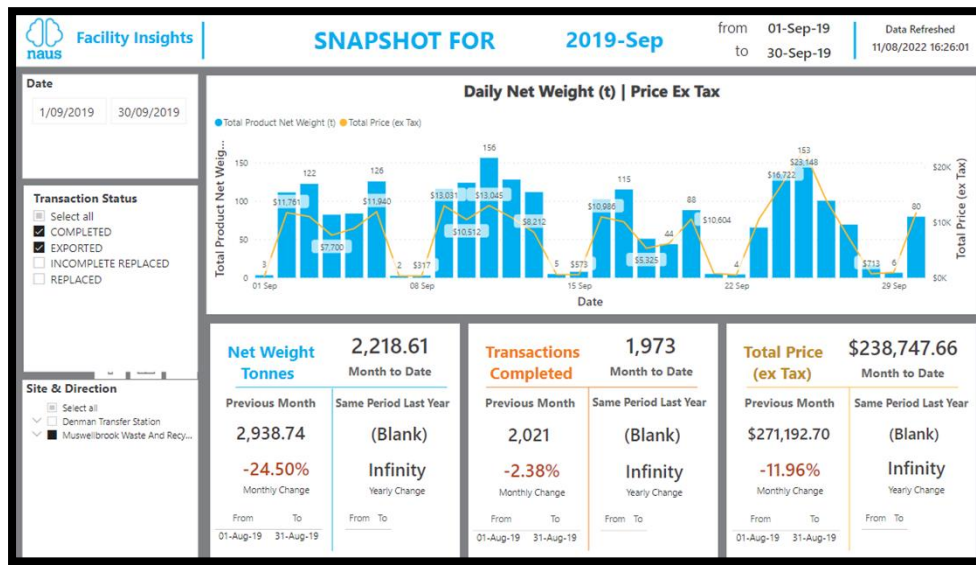 naus
Facility Insights
SNAPSHOT FOR 2019-Sep
from 01-Sep-19
to 30-Sep-19
Data Refreshed
11/08/2022 16:26:01
Date
1/09/2019 30/09/2019
Transaction Status
Select all
COMPLETED
EXPORTED
INCOMPLETE REPLACED
REPLACED
Site & Direction
Select all
Denman Transfer Station
Muswellbrook Waste And Recy...
Daily Net Weight (t) | Price Ex Tax
Total Product Net Weight (t) Total Price (ex Tax)
Total Product Net Weig...
150
100
50
0
3
$11,761
122
$7,700
126
$11,940
2
$317
$13,031
$10,512
156
$13,045
$8,212
5
$573
$10,986
115
$5,325
44
88
$10,604
4
$16,722
153
$23,148
$713
6
80
$20K
$10K
$0K
Total Price (ex Tax)
01 Sep 08 Sep 15 Sep 22 Sep 29 Sep
Date
Net Weight
Tonnes
2,218.61
Month to Date
Previous Month
2,938.74
-24.50%
Monthly Change
From To
01-Aug-19 31-Aug-19
Same Period Last Year
(Blank)
Infinity
Yearly Change
From To
Transactions
Completed
1,973
Month to Date
Previous Month
2,021
-2.38%
Monthly Change
From To
01-Aug-19 31-Aug-19
Same Period Last Year
(Blank)
Infinity
Yearly Change
From To
Total Price
(ex Tax)
$238,747.66
Month to Date
Previous Month
$271,192.70
-11.96%
Monthly Change
From To
01-Aug-19 31-Aug-19
Same Period Last Year
(Blank)
Infinity
Yearly Change
From To